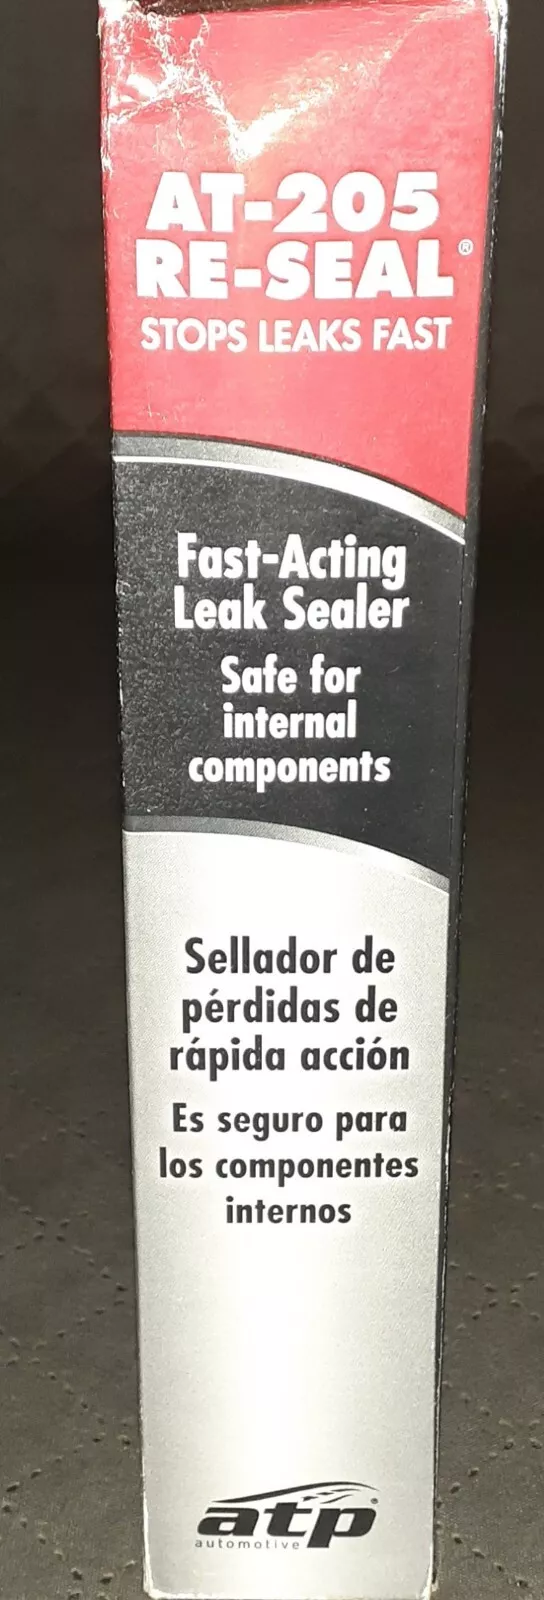 AT-205
RE-SEAL®
STOPS LEAKS FAST
Fast-Acting
Leak Sealer
Safe for
internal
components
Sellador de
pérdidas de
rápida acción
Es seguro para
los componentes
internos
atp®
automotive